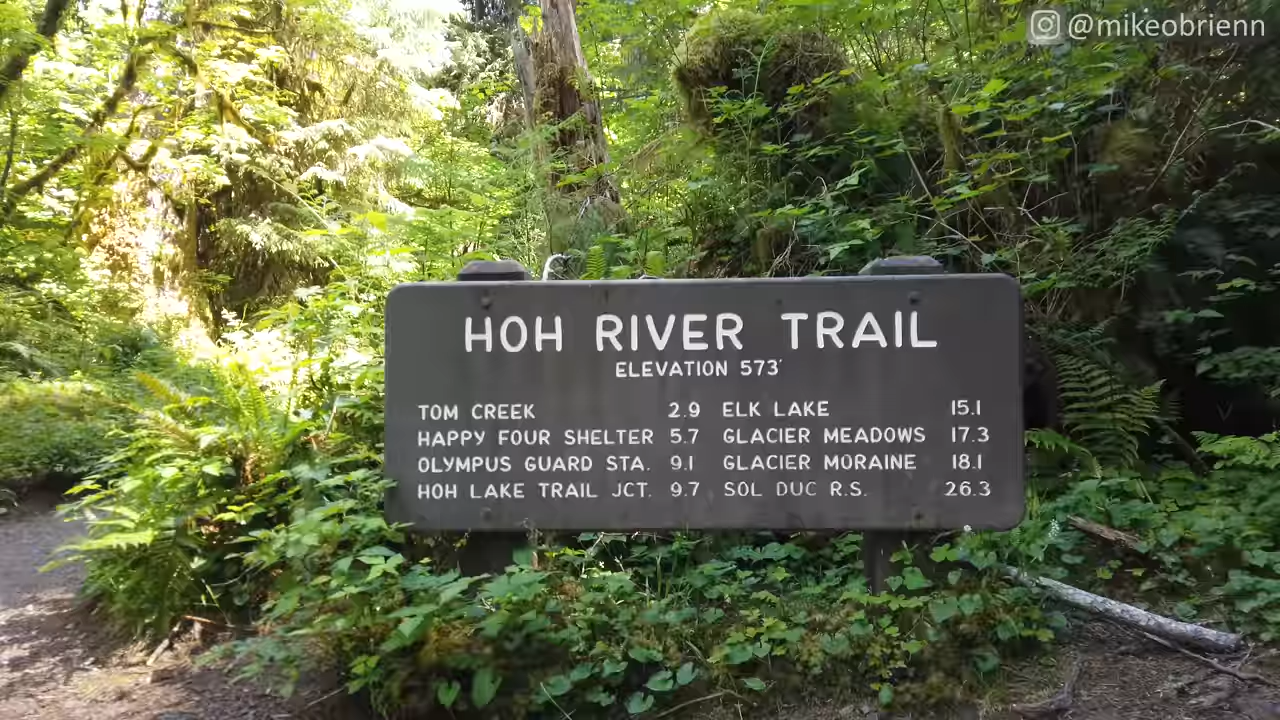 @mikeobrienn
HOH RIVER TRAIL
ELEVATION 573'
TOM CREEK 2.9 ELK LAKE 15.1
HAPPY FOUR SHELTER 5.7 GLACIER MEADOWS 17.3
OLYMPUS GUARD STA. 9.1 GLACIER MORAINE 18.1
HOH LAKE TRAIL JCT. 9.7 SOL DUC R.S. 26.3